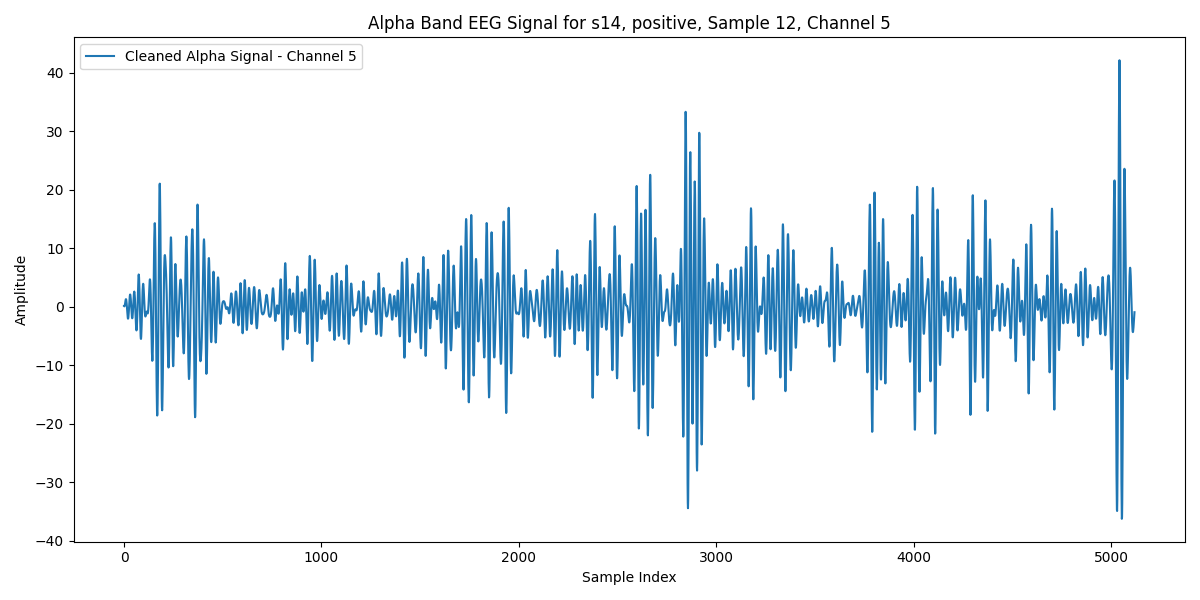 Alpha Band EEG Signal for s14, positive, Sample 12, Channel 5
Cleaned Alpha Signal - Channel 5
40
30
20
10
0
−10
−20
−30
−40
Amplitude
0 1000 2000 3000 4000 5000
Sample Index